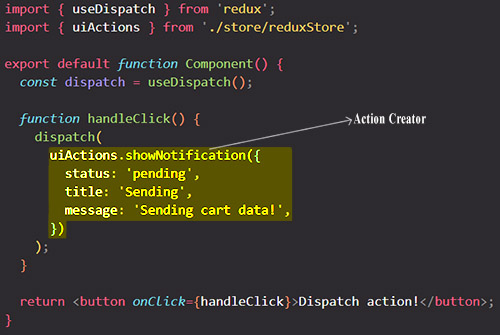 import { useDispatch } from 'redux';
import { uiActions } from './store/reduxStore';

export default function Component() {
  const dispatch = useDispatch();

  function handleClick() {
    dispatch(
      uiActions.showNotification({
        status: 'pending',
        title: 'Sending',
        message: 'Sending cart data!',
      })
    );
  }

  return <button onClick={handleClick}>Dispatch action!</button>;
}
Action Creator